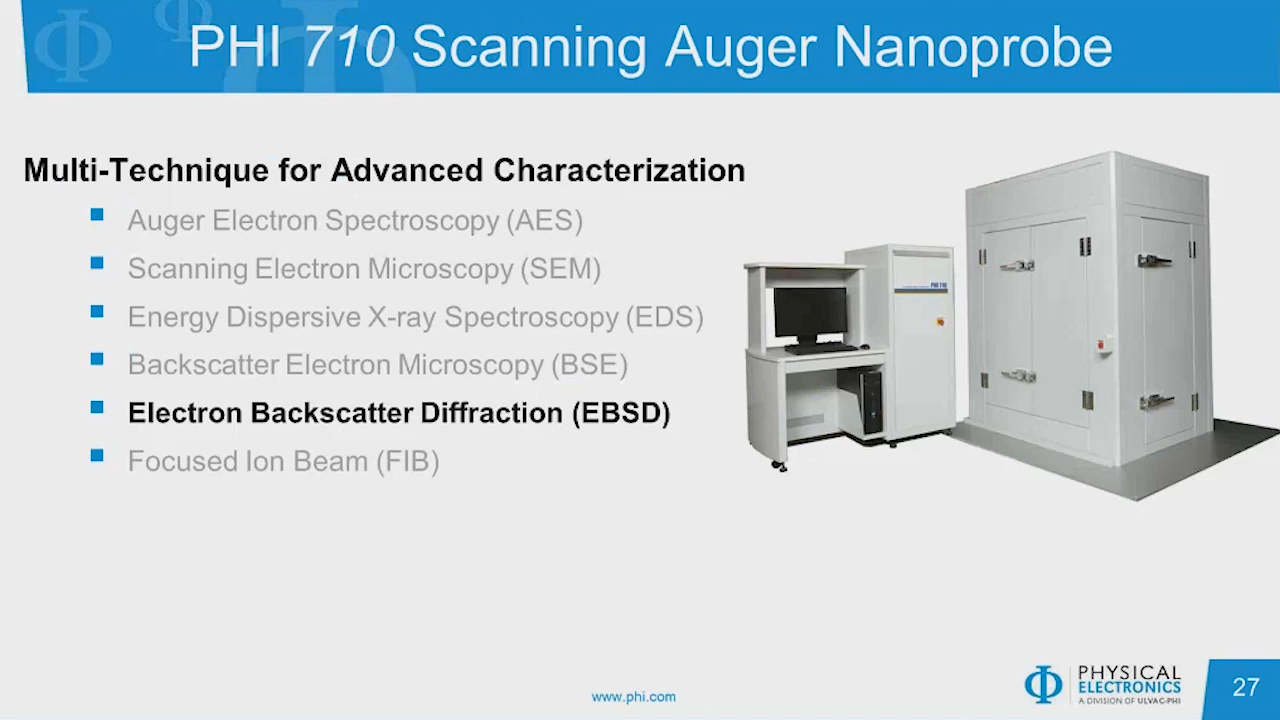 PHI 710 Scanning Auger Nanoprobe
Multi-Technique for Advanced Characterization
Auger Electron Spectroscopy (AES)
Scanning Electron Microscopy (SEM)
Energy Dispersive X-ray Spectroscopy (EDS)
Backscatter Electron Microscopy (BSE)
Electron Backscatter Diffraction (EBSD)
Focused Ion Beam (FIB)
PHI 710
www.phi.com
PHYSICAL
ELECTRONICS
A DIVISION OF ULVAC-PHI
27